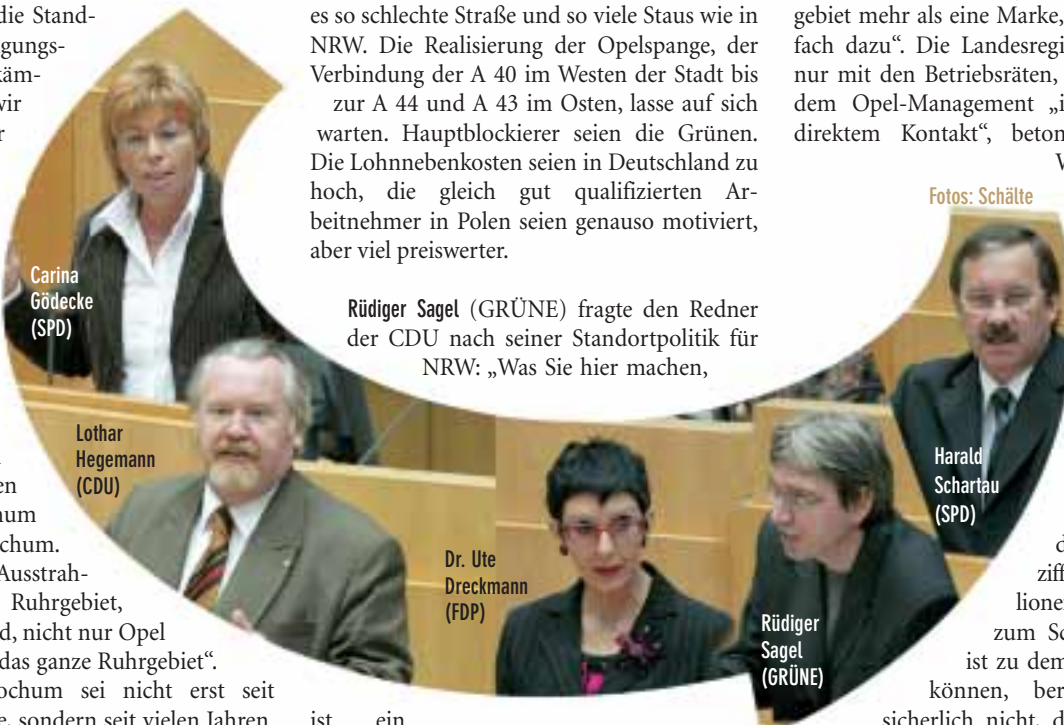 die Stand-
gungs-
käm-
wir
es so schlechte Straße und so viele Staus wie in
NRW. Die Realisierung der Opelspange, der
Verbindung der A 40 im Westen der Stadt bis
zur A 44 und A 43 im Osten, lasse auf sich
warten. Hauptblockierer seien die Grünen.
Die Lohnnebenkosten seien in Deutschland zu
hoch, die gleich gut qualifizierten Ar-
beitnehmer in Polen seien genauso motiviert,
aber viel preiswerter.
Rüdiger Sagel (GRÜNE) fragte den Redner
der CDU nach seiner Standortpolitik für
NRW: „Was Sie hier machen,
gebiet mehr als eine Marke,
fach dazu“. Die Landesregi
nur mit den Betriebsräten,
dem Opel-Management „i
direktem Kontakt“, beton
Fotos: Schälte
Carina
Gödecke
(SPD)
Lothar
Hegemann
(CDU)
Dr. Ute
Dreckmann
(FDP)
Rüdiger
Sagel
(GRÜNE)
Harald
Schartau
(SPD)
en
num
chum.
Ausstrah-
Ruhrgebiet,
d, nicht nur Opel
das ganze Ruhrgebiet“.
ochum sei nicht erst seit
e, sondern seit vielen Jahren
ist ein
ziff
lione
zum Sc
ist zu dem
können, ber
sicherlich nicht, d